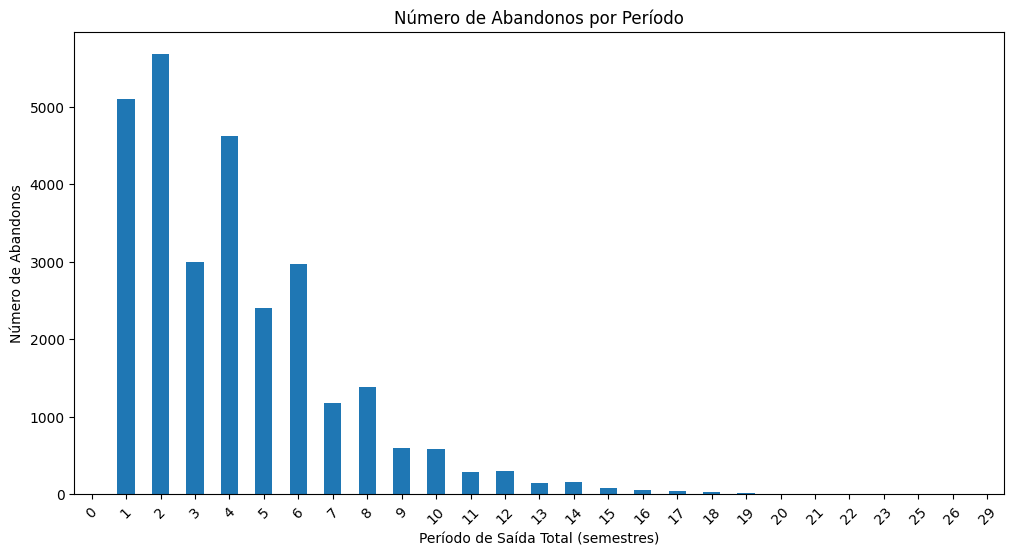 Número de Abandonos por Período
Número de Abandonos
5000
4000
3000
2000
1000
0
0 1 2 3 4 5 6 7 8 9 10 11 12 13 14 15 16 17 18 19 20 21 22 23 25 26 29
Período de Saída Total (semestres)